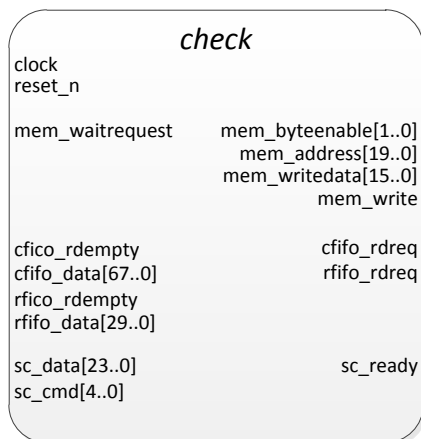 check
clock
reset_n
mem_waitrequest mem_byteenable[1..0]
mem_address[19..0]
mem_writedata[15..0]
mem_write
cfico_rdempty cfifo_rdreq
cfifo_data[67..0] rfifo_rdreq
rfico_rdempty
rfifo_data[29..0]
sc_data[23..0] sc_ready
sc_cmd[4..0]